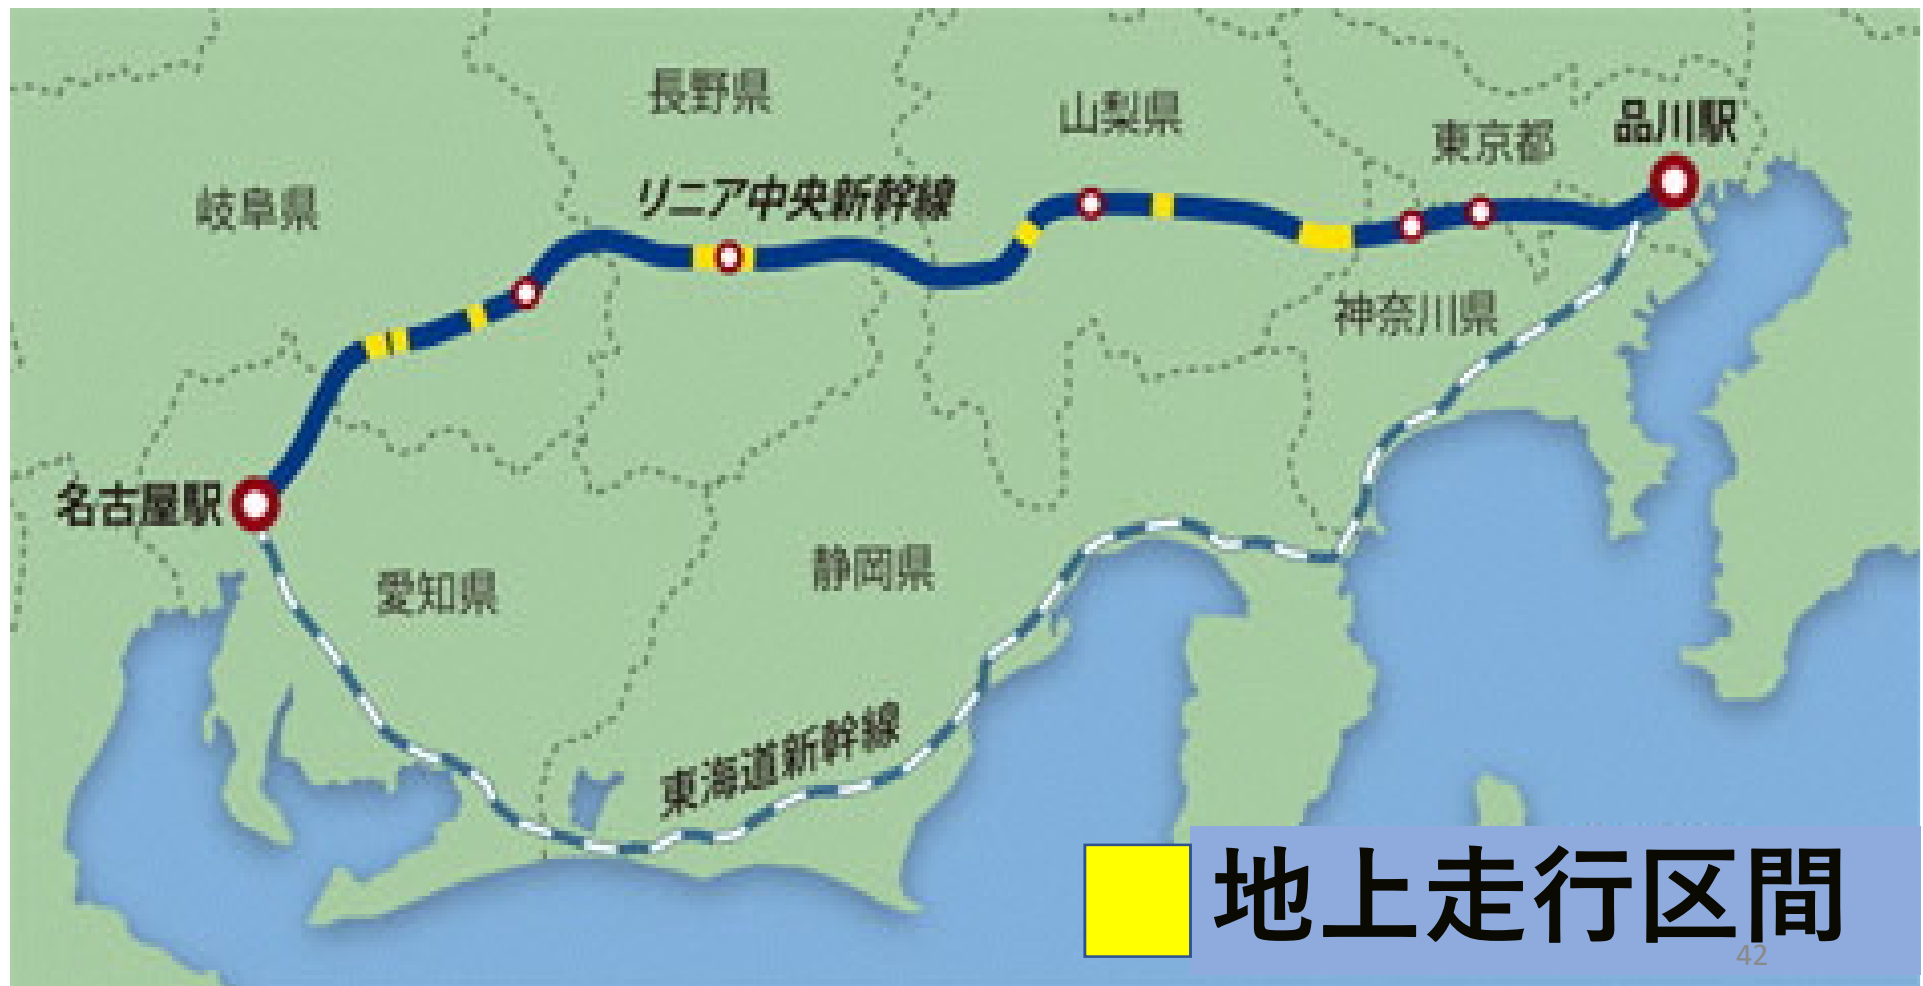 長野県
山梨県
東京都
品川駅
岐阜県
リニア中央新幹線
神奈川県
名古屋駅
愛知県
静岡県
東海道新幹線
地上走行区間
42